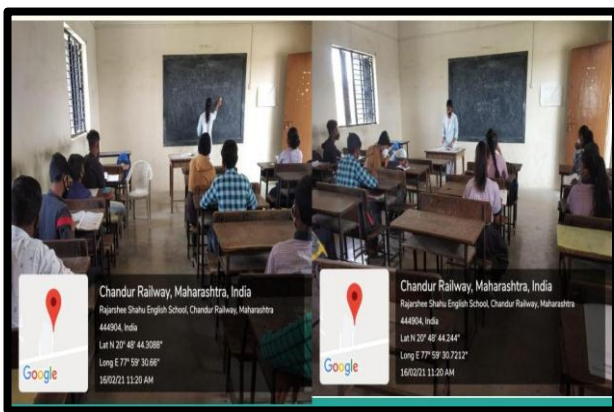 Chandur Railway, Maharashtra, India
Rajarshee Shahu English School, Chandur Railway, Maharashtra
444904, India
Lat N 20° 48' 44.3088"
Long E 77° 59' 30.66"
16/02/21 11:20 AM
Google
Chandur Railway, Maharashtra, India
Rajarshee Shahu English School, Chandur Railway, Maharashtra
444904, India
Lat N 20° 48' 44.244"
Long E 77° 59' 30.7212"
16/02/21 11:20 AM
Google